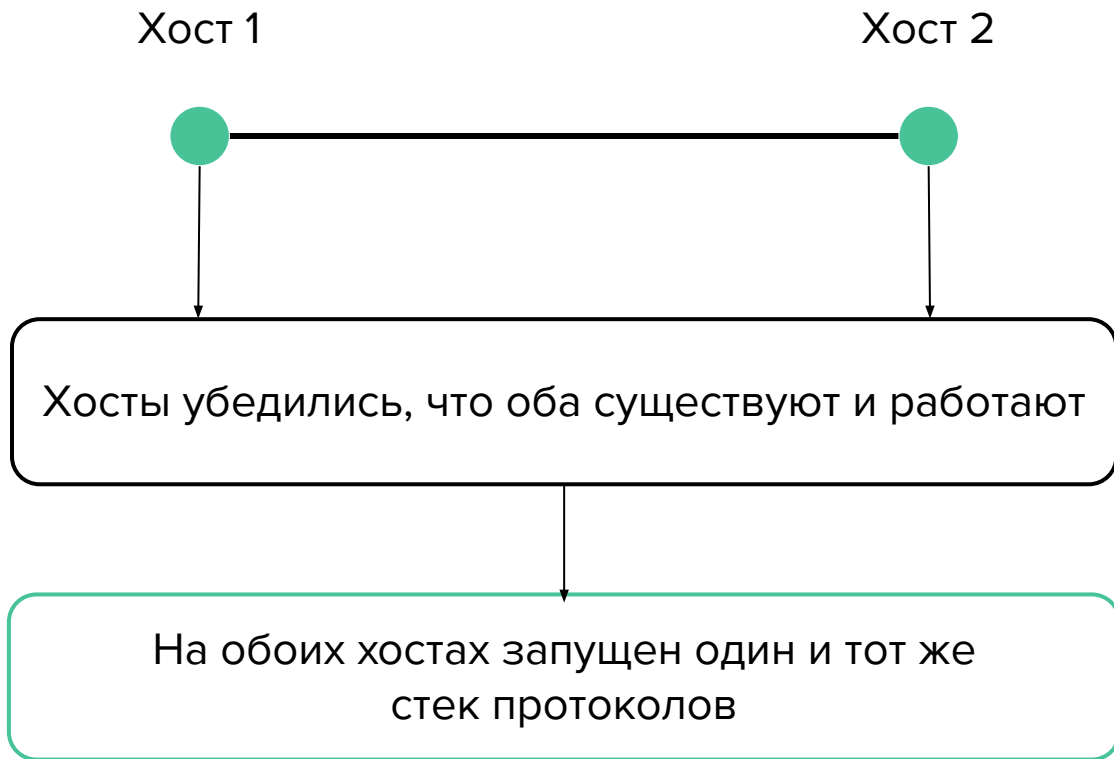 Хост 1
Хост 2
Хосты убедились, что оба существуют и работают
На обоих хостах запущен один и тот же
стек протоколов